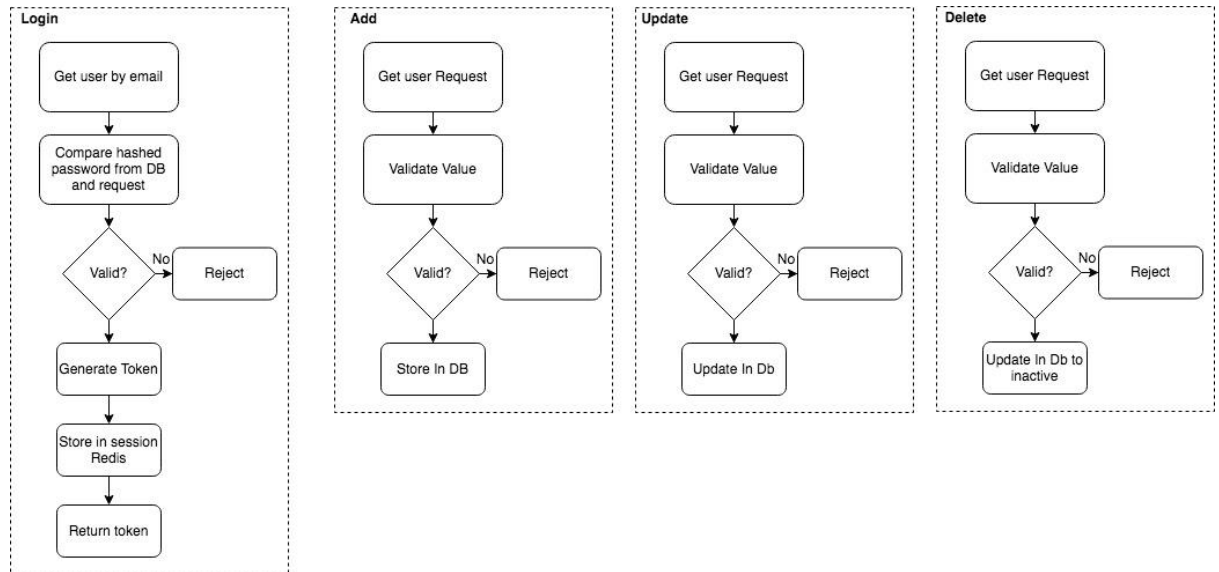 Login
Get user by email
Compare hashed
password from DB
and request
Valid?
No
Reject
Generate Token
Store in session
Redis
Return token
Add
Get user Request
Validate Value
Valid?
No
Reject
Store In DB
Update
Get user Request
Validate Value
Valid?
No
Reject
Update In Db
Delete
Get user Request
Validate Value
Valid?
No
Reject
Update In Db to
inactive